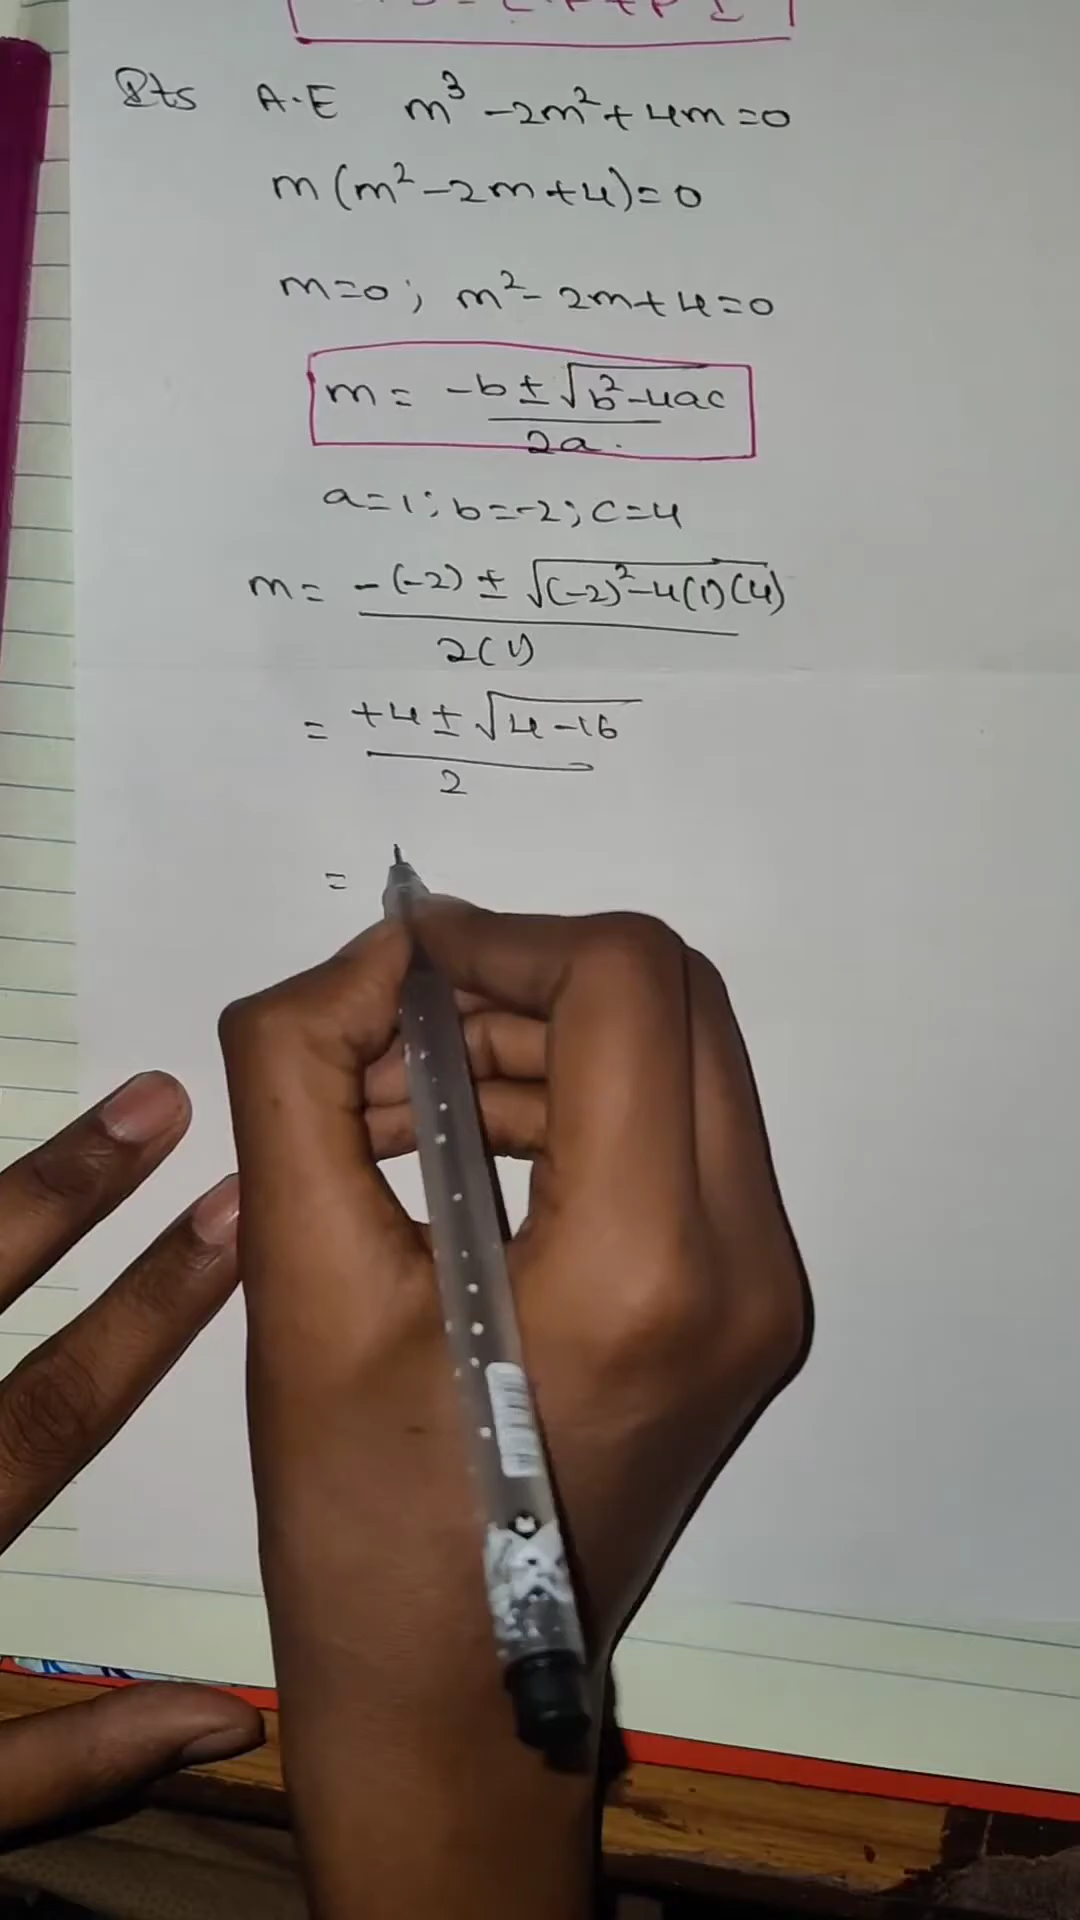 Its A.E m³ -2m² + 4m = 0
m (m² - 2m + 4) = 0
m = 0 ; m² - 2m + 4 = 0
m = -b ± √b² - 4ac / 2a.
a = 1 ; b = -2 ; c = 4
m = -(-2) ± √(-2)² - 4(1)(4) / 2(1)
= +4 ± √4 - 16 / 2
=